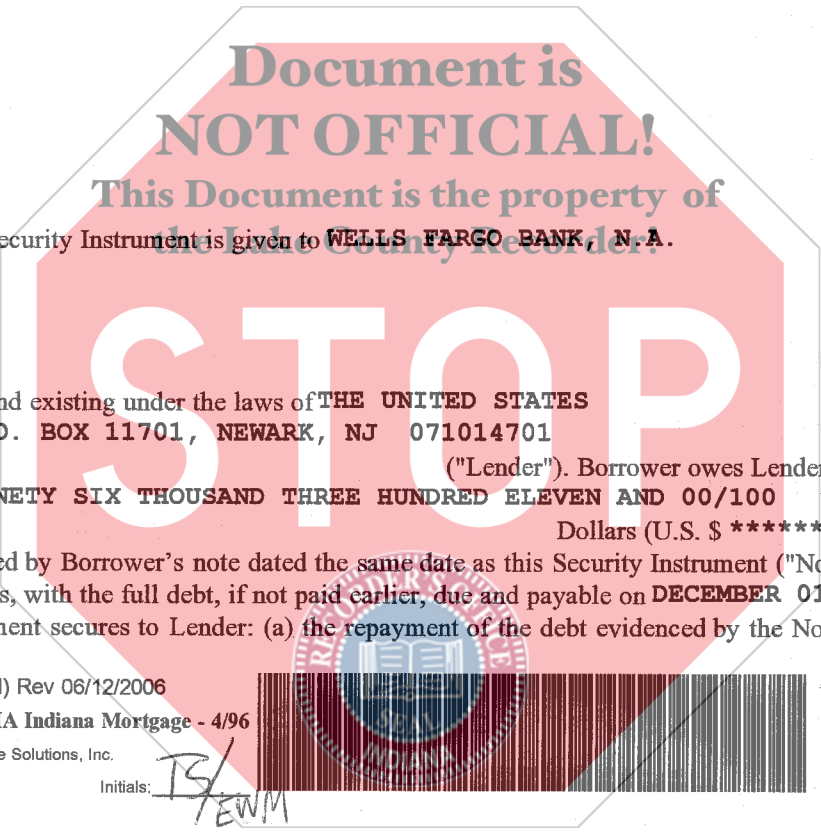 Document is
NOT OFFICIAL!
This Document is the property of
the Lake County Recorder!
ecurity Instrument is given to WELLS FARGO BANK, N.A.
STOP
nd existing under the laws of THE UNITED STATES
O. BOX 11701, NEWARK, NJ 071014701
("Lender"). Borrower owes Lender
NETY SIX THOUSAND THREE HUNDRED ELEVEN AND 00/100
Dollars (U.S. $ ******
ed by Borrower's note dated the same date as this Security Instrument ("No
s, with the full debt, if not paid earlier, due and payable on DECEMBER 01
ment secures to Lender: (a) the repayment of the debt evidenced by the No
RECORDER'S OFFICE
SEAL
INDIANA
) Rev 06/12/2006
IA Indiana Mortgage - 4/96
e Solutions, Inc.
Initials: TS/
EWM